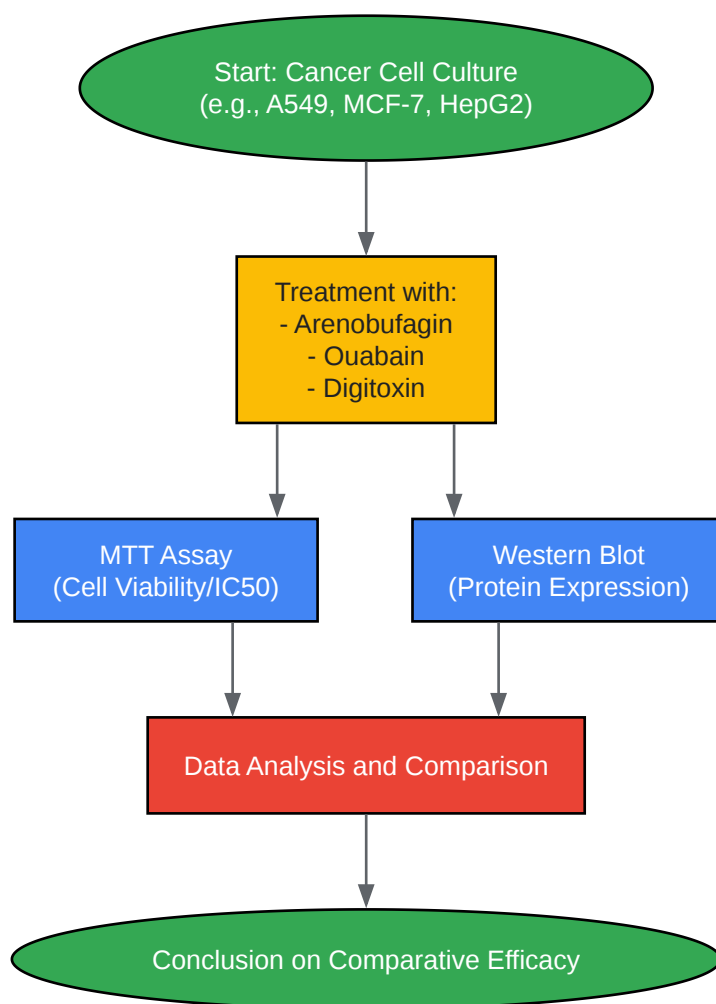 Start: Cancer Cell Culture
(e.g., A549, MCF-7, HepG2)
Treatment with:
- Arenobufagin
- Ouabain
- Digitoxin
MTT Assay
(Cell Viability/IC50)
Western Blot
(Protein Expression)
Data Analysis and Comparison
Conclusion on Comparative Efficacy